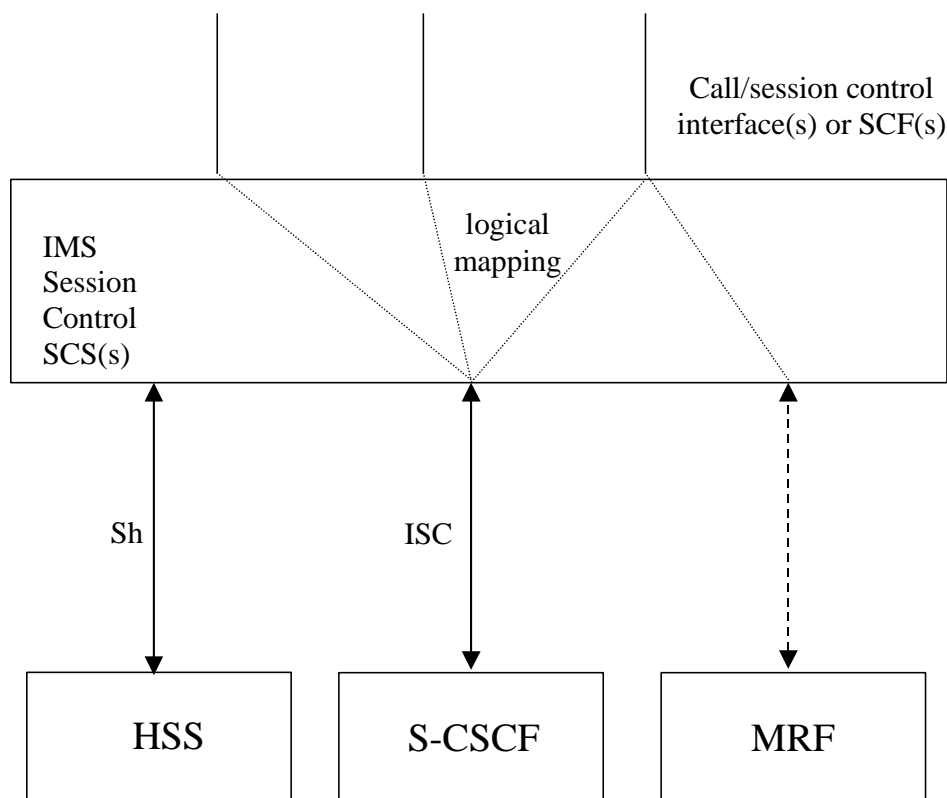 Call/session control
interface(s) or SCF(s)
logical
mapping
IMS
Session
Control
SCS(s)
Sh
ISC
HSS
S-CSCF
MRF